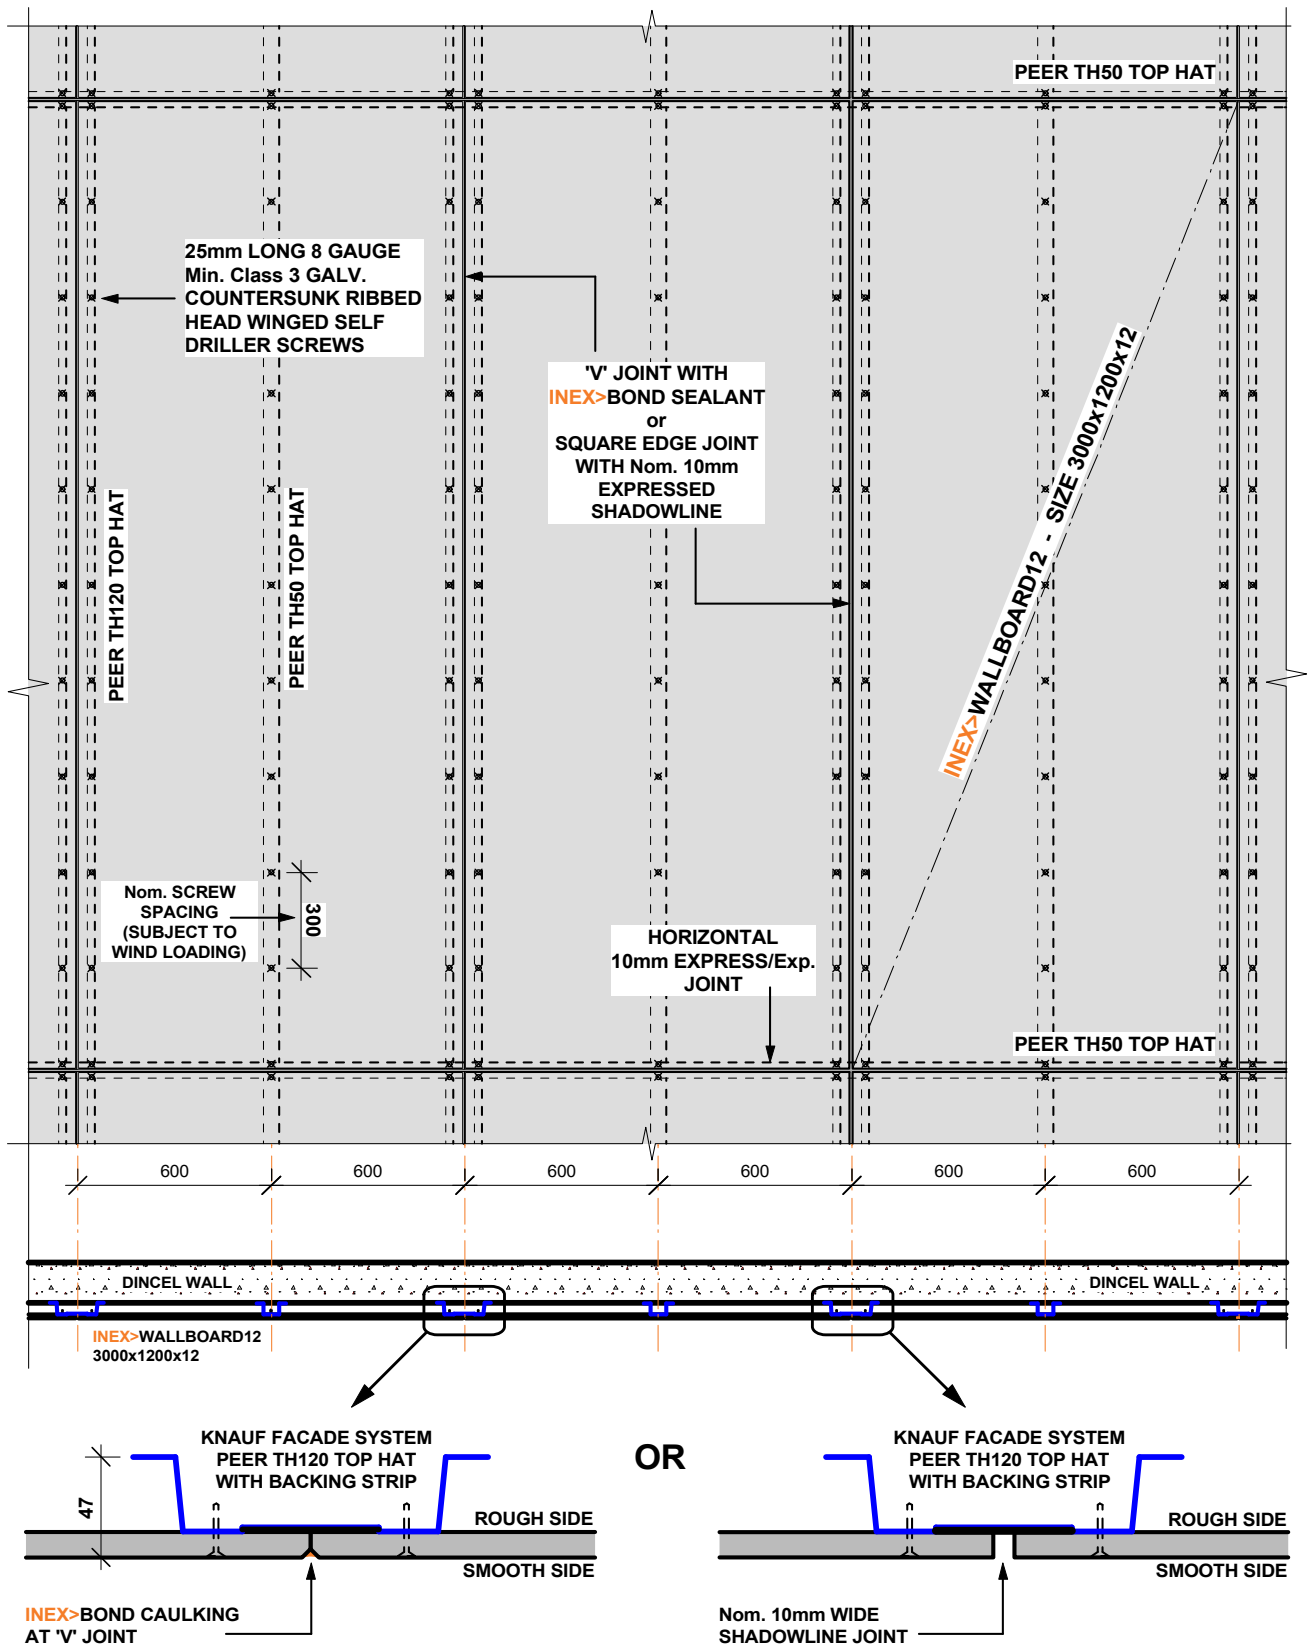 PEER TH50 TOP HAT
25mm LONG 8 GAUGE
Min. Class 3 GALV.
COUNTERSUNK RIBBED
HEAD WINGED SELF
DRILLER SCREWS
'V' JOINT WITH
INEX>BOND SEALANT
or
SQUARE EDGE JOINT
WITH Nom. 10mm
EXPRESSED
SHADOWLINE
INEX>WALLBOARD12 - SIZE 3000x1200x12
PEER TH120 TOP HAT
PEER TH50 TOP HAT
Nom. SCREW
SPACING
(SUBJECT TO
WIND LOADING)
300
HORIZONTAL
10mm EXPRESS/Exp.
JOINT
PEER TH50 TOP HAT
600
600
600
600
600
600
DINCEL WALL
DINCEL WALL
INEX>WALLBOARD12
3000x1200x12
KNAUF FACADE SYSTEM
PEER TH120 TOP HAT
WITH BACKING STRIP
47
ROUGH SIDE
SMOOTH SIDE
INEX>BOND CAULKING
AT 'V' JOINT
OR
KNAUF FACADE SYSTEM
PEER TH120 TOP HAT
WITH BACKING STRIP
ROUGH SIDE
SMOOTH SIDE
Nom. 10mm WIDE
SHADOWLINE JOINT